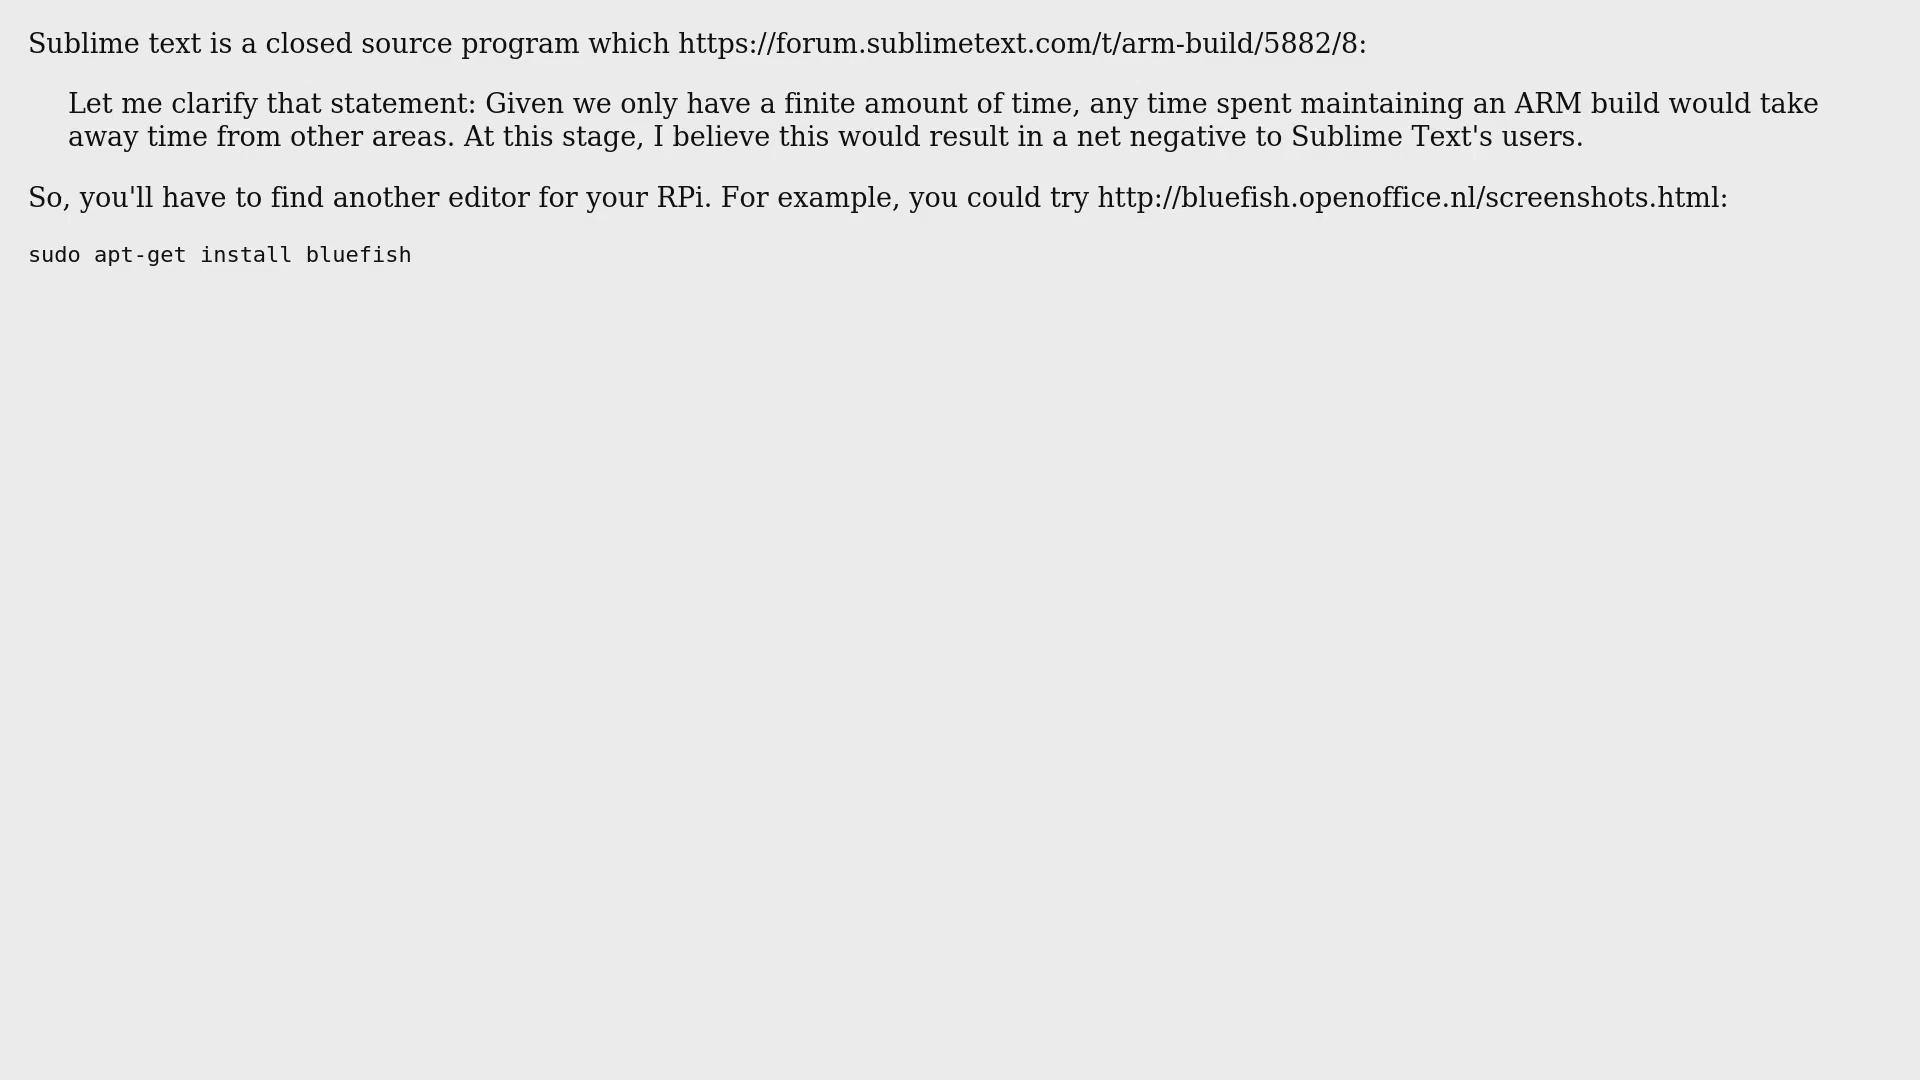 Sublime text is a closed source program which https://forum.sublimetext.com/t/arm-build/5882/8:
Let me clarify that statement: Given we only have a finite amount of time, any time spent maintaining an ARM build would take
away time from other areas. At this stage, I believe this would result in a net negative to Sublime Text's users.
So, you'll have to find another editor for your RPi. For example, you could try http://bluefish.openoffice.nl/screenshots.html:
sudo apt-get install bluefish